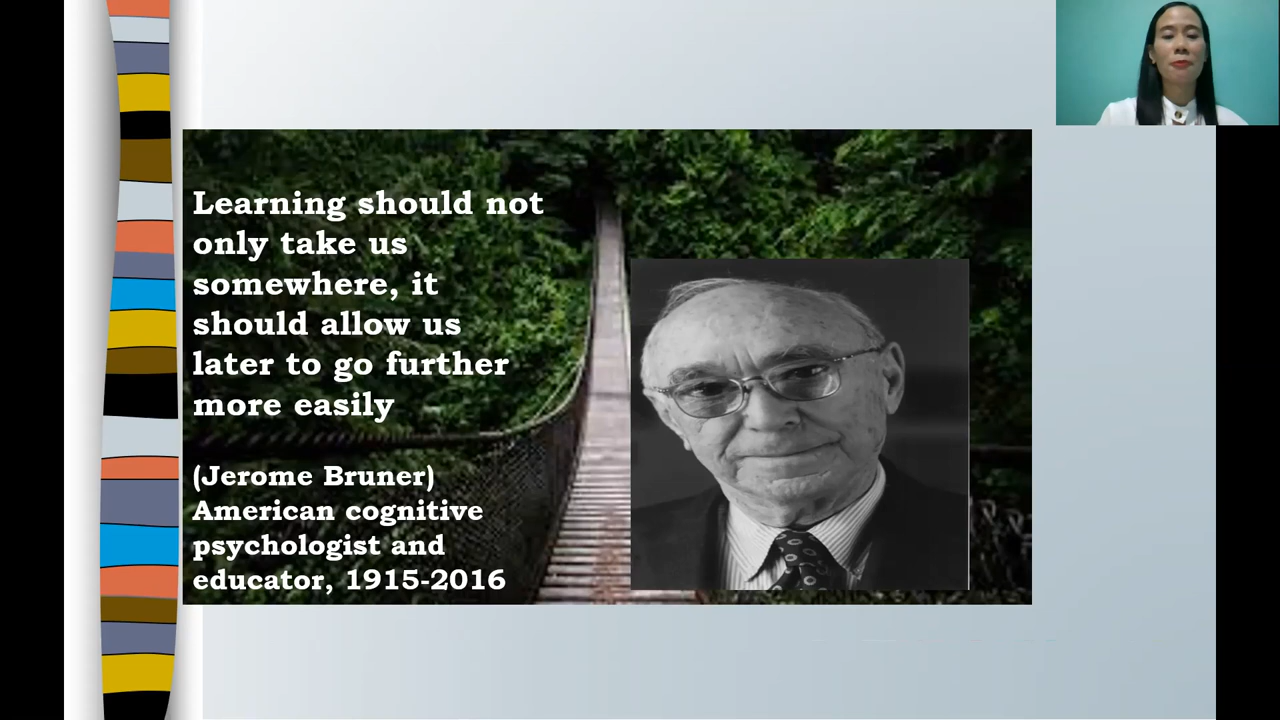 Learning should not
only take us
somewhere, it
should allow us
later to go further
more easily
(Jerome Bruner)
American cognitive
psychologist and
educator, 1915-2016